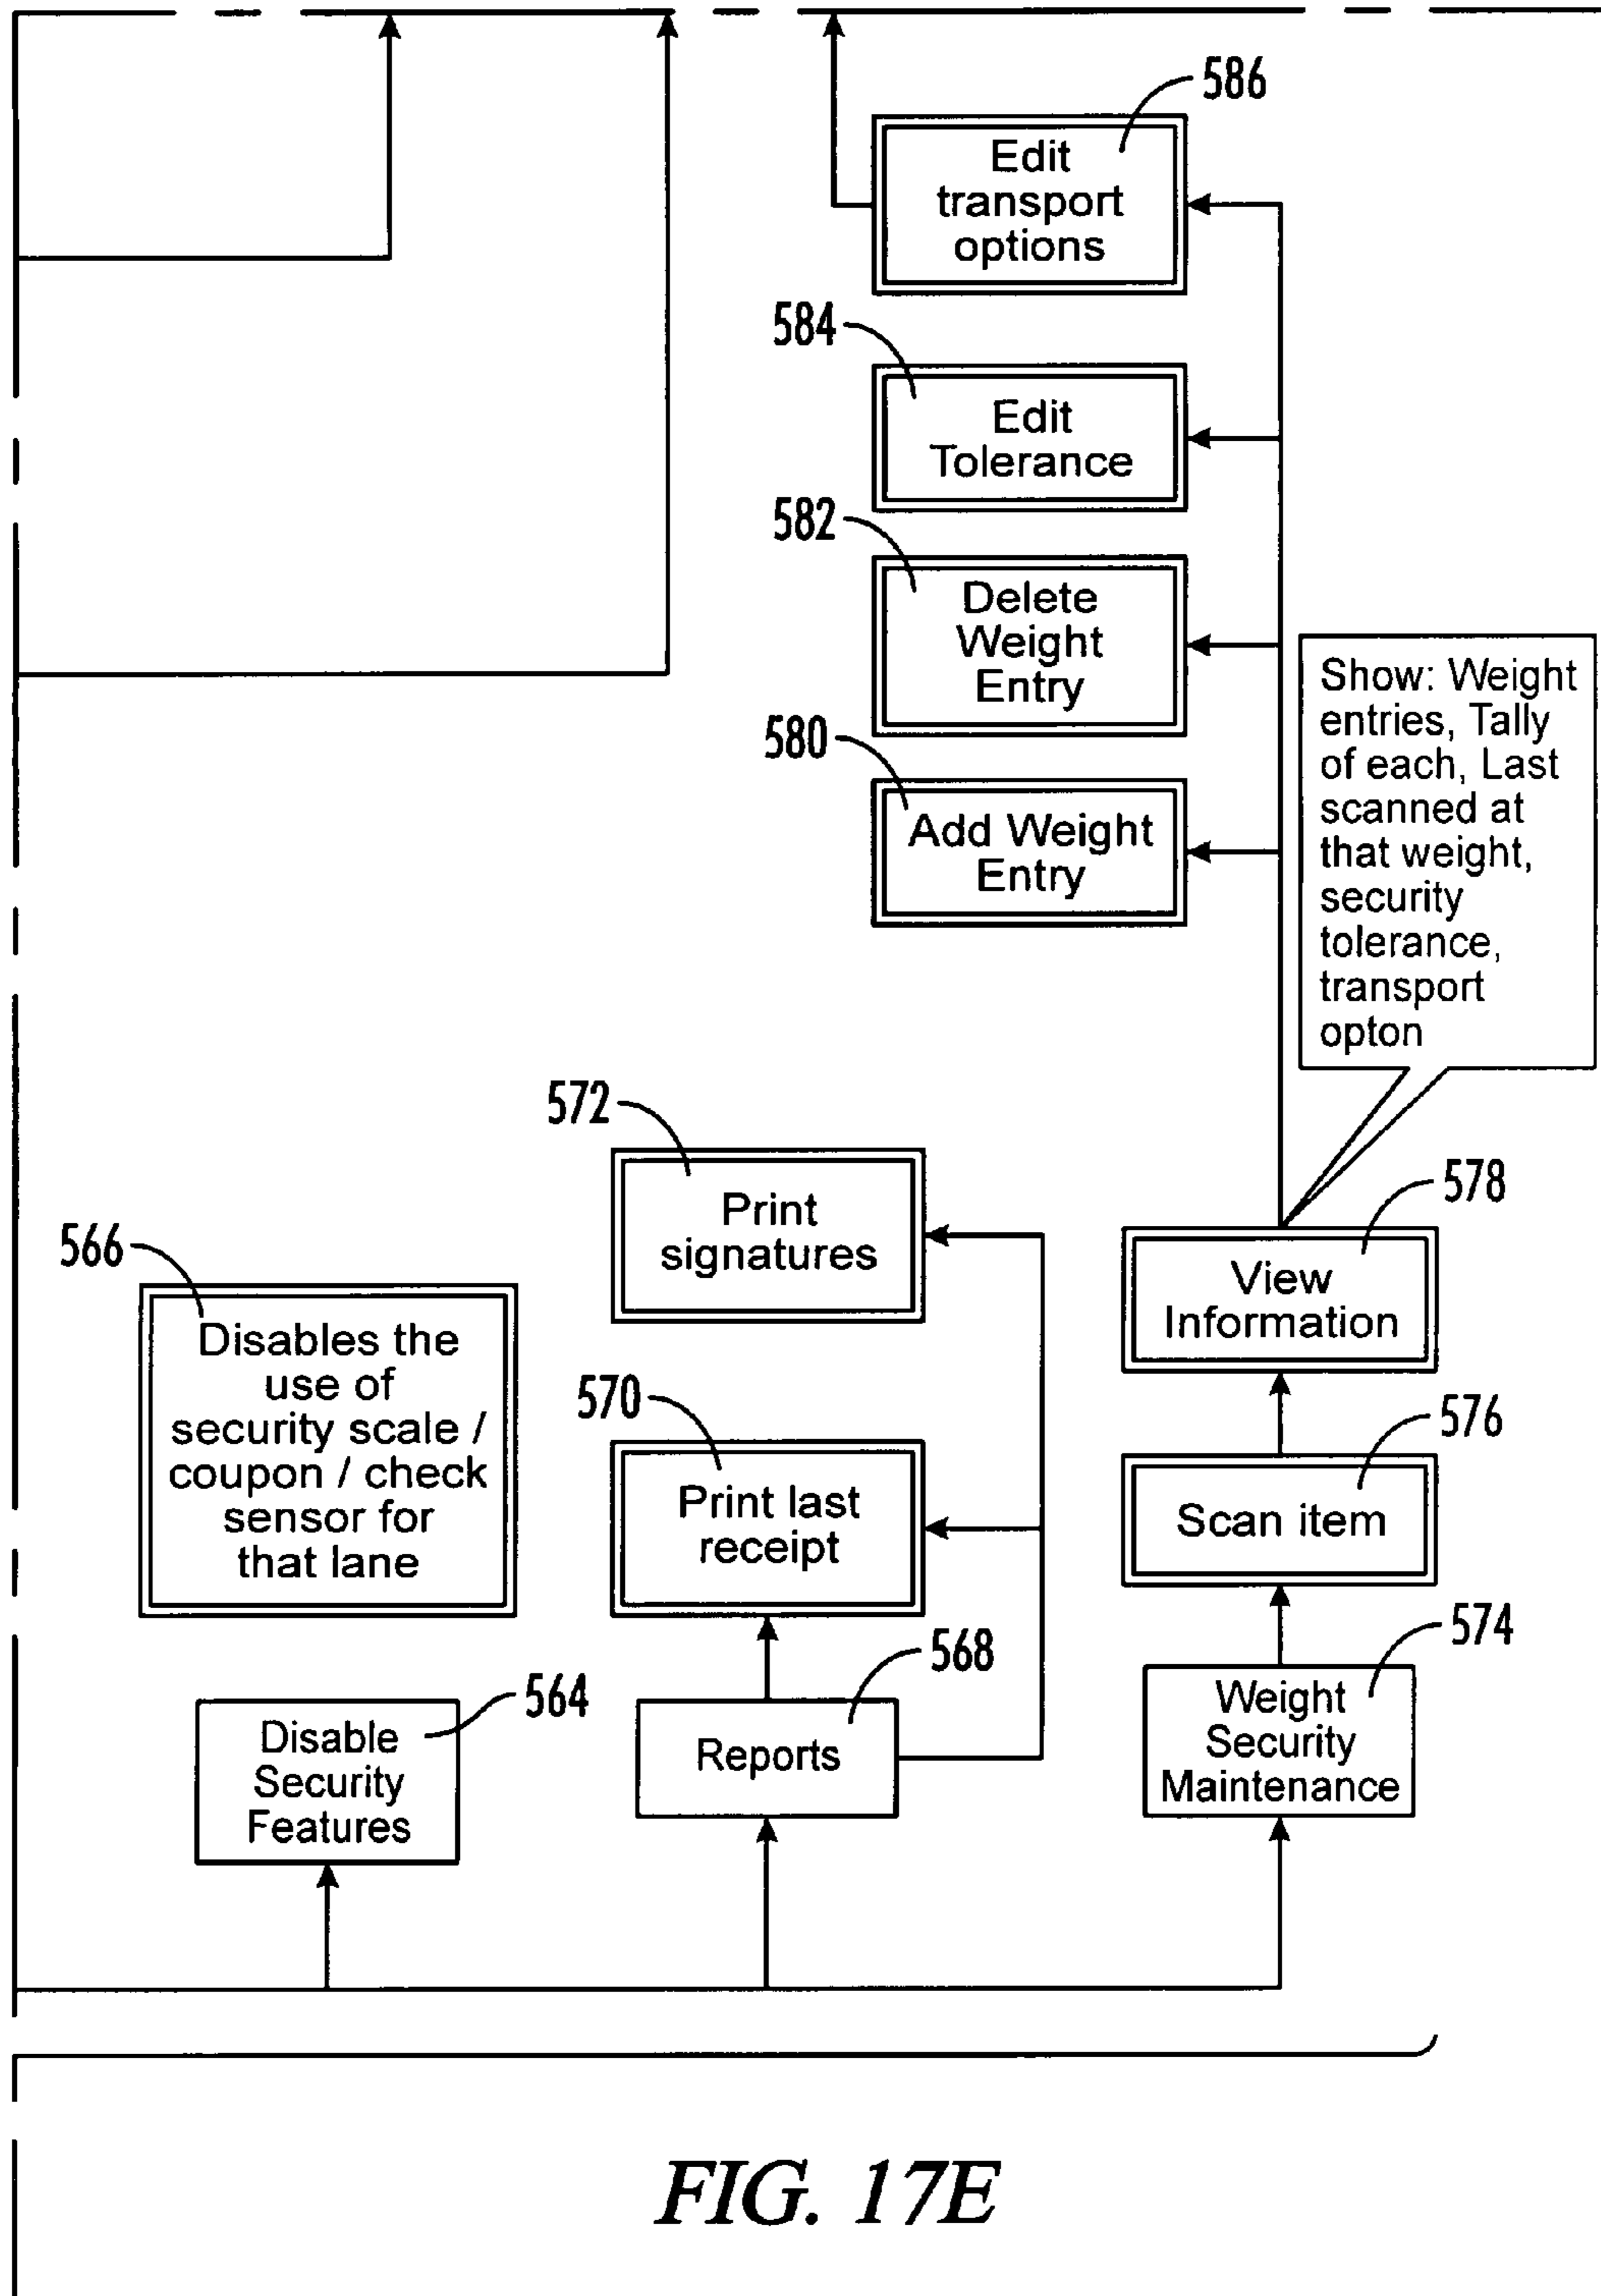 586
Edit
transport
options
584
Edit
Tolerance
582
Delete
Weight
Entry
580
Add Weight
Entry
Show: Weight
entries, Tally
of each, Last
scanned at
that weight,
security
tolerance,
transport
opton
572
Print
signatures
578
View
Information
566
Disables the
use of
security scale /
coupon / check
sensor for
that lane
570
Print last
receipt
576
Scan item
564
Disable
Security
Features
568
Reports
574
Weight
Security
Maintenance
FIG. 17E